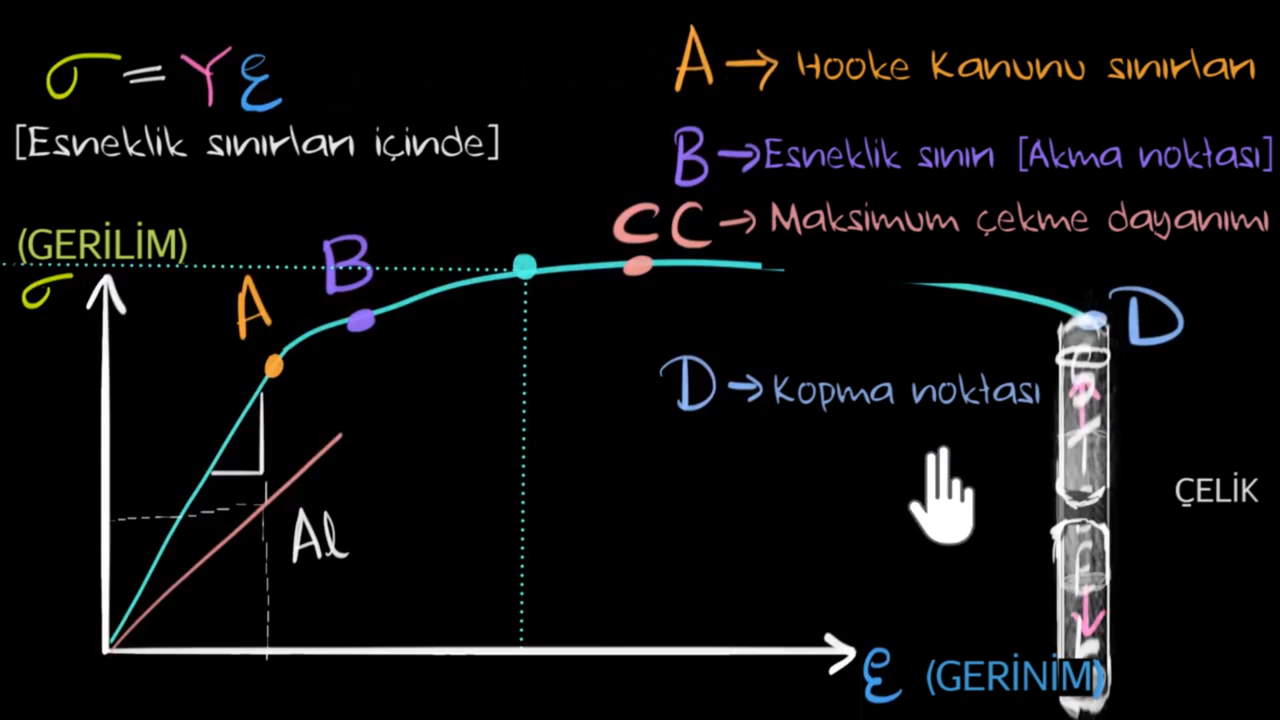 σ = Y ε
[Esneklik sınırları içinde]
A → Hooke Kanunu sınırları
B → Esneklik sınırı [Akma noktası]
C
C → Maksimum çekme dayanımı
(GERİLİM)
σ
A
B
D
D → Kopma noktası
Al
ÇELİK
ε (GERİNİM)